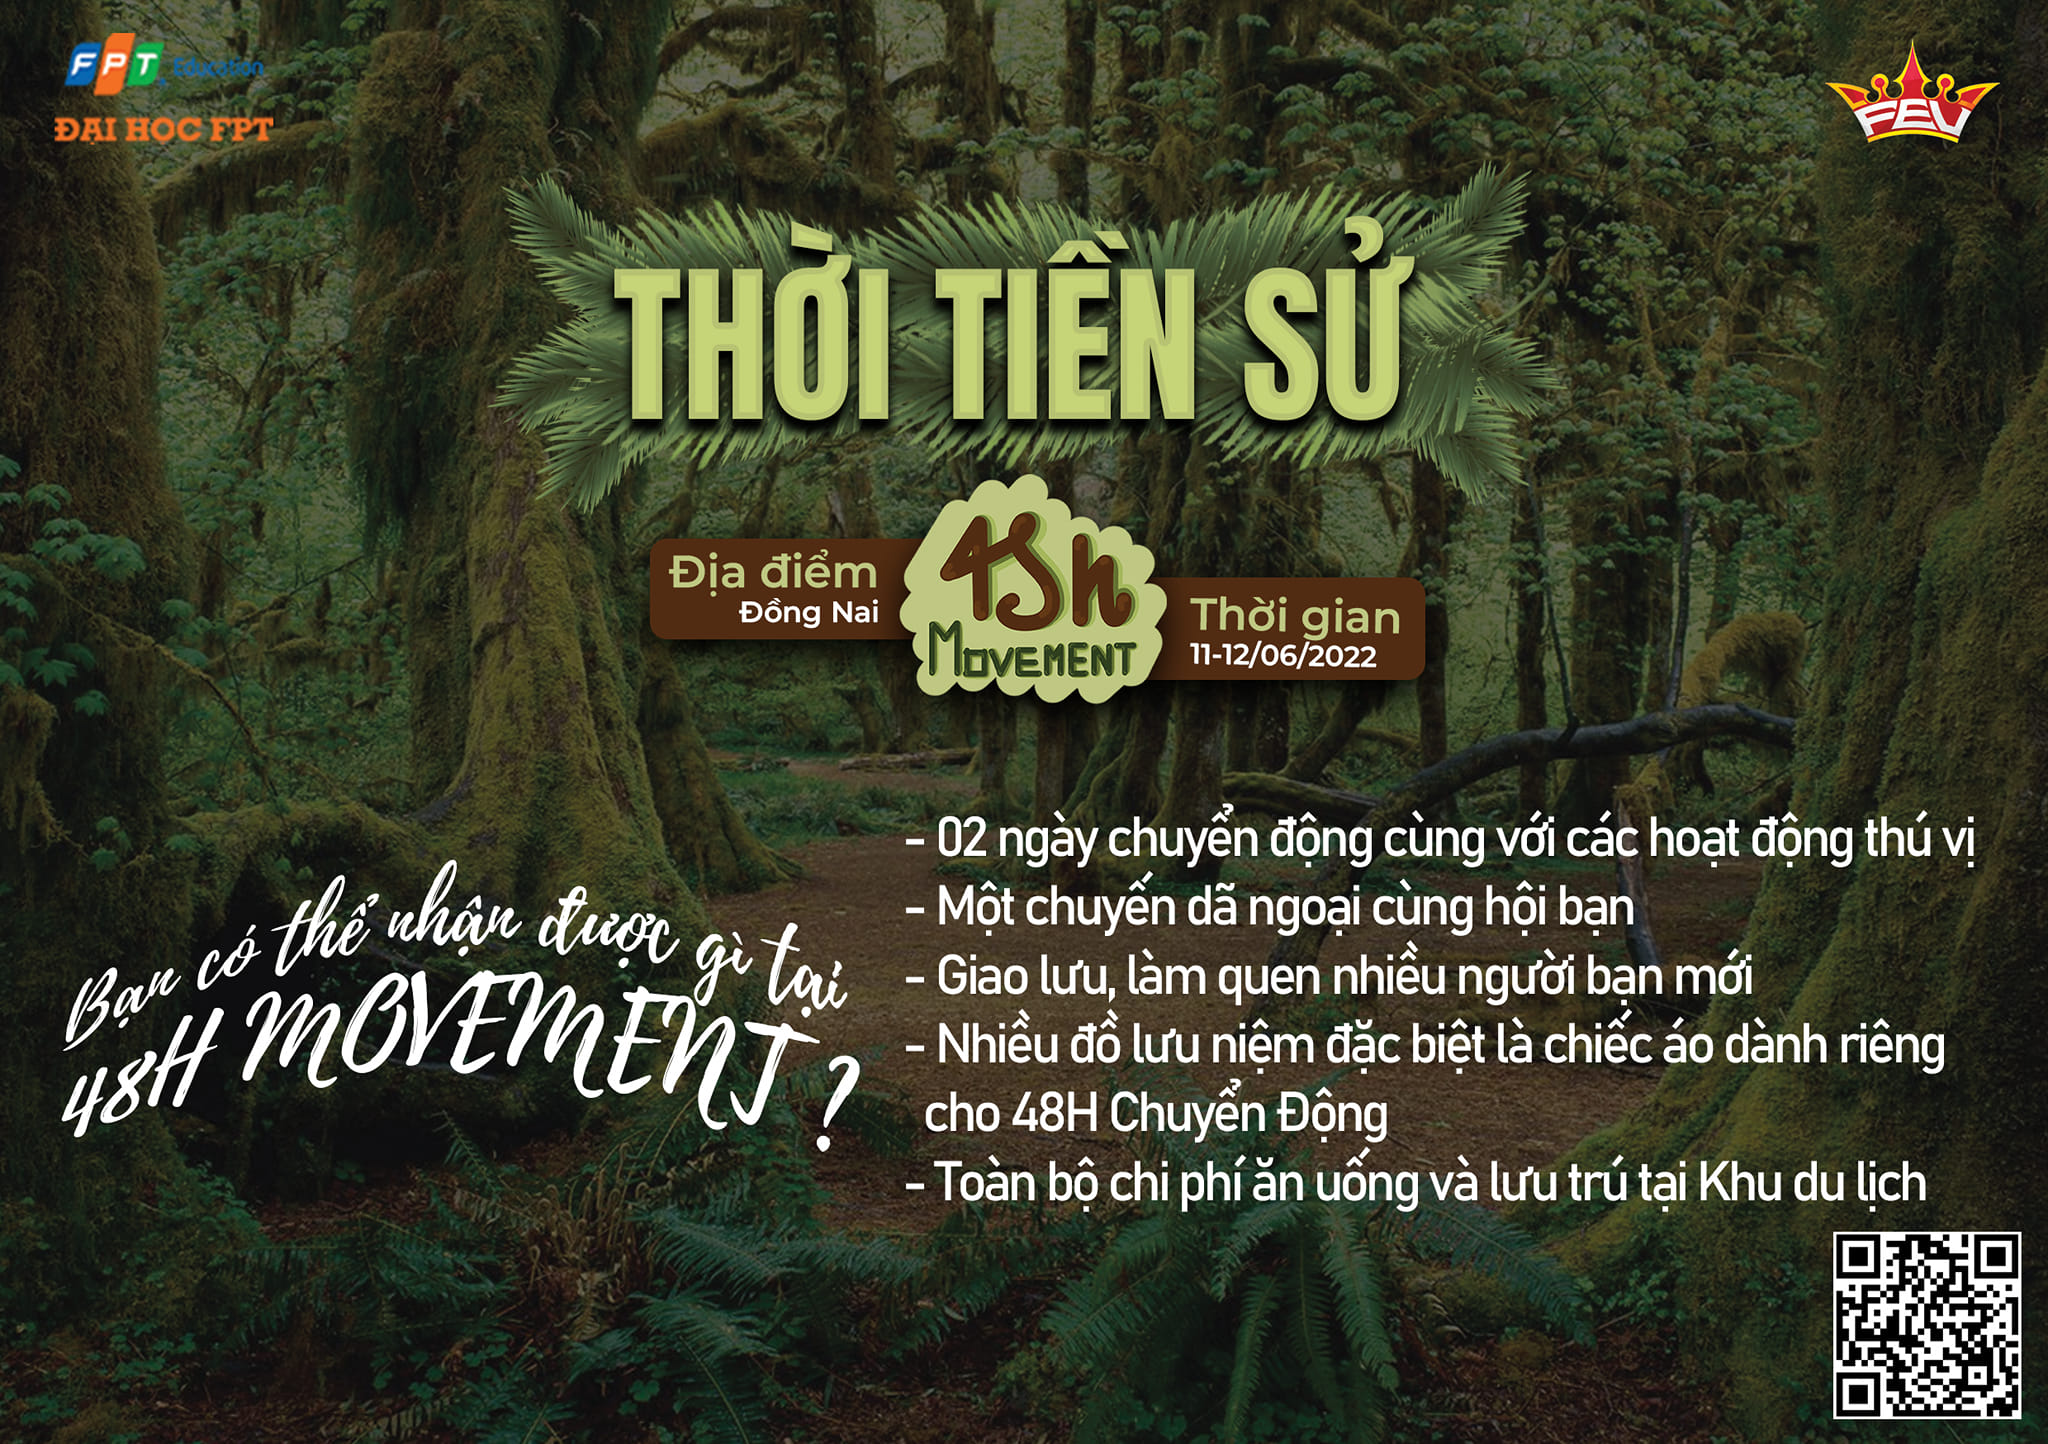 FPT Education
ĐẠI HỌC FPT
FEV
THỜI TIỀN SỬ
Địa điểm
Đồng Nai
48h
MOVEMENT
Thời gian
11-12/06/2022
Bạn có thể nhận được gì tại
48H MOVEMENT?
- 02 ngày chuyển động cùng với các hoạt động thú vị
- Một chuyến dã ngoại cùng hội bạn
- Giao lưu, làm quen nhiều người bạn mới
- Nhiều đồ lưu niệm đặc biệt là chiếc áo dành riêng
cho 48H Chuyển Động
- Toàn bộ chi phí ăn uống và lưu trú tại Khu du lịch